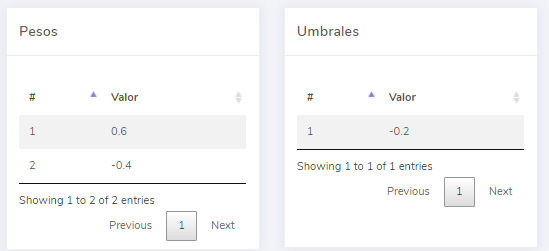 Pesos
# Valor
1 0.6
2 -0.4
Showing 1 to 2 of 2 entries
Previous 1 Next
Umbrales
# Valor
1 -0.2
Showing 1 to 1 of 1 entries
Previous 1 Next